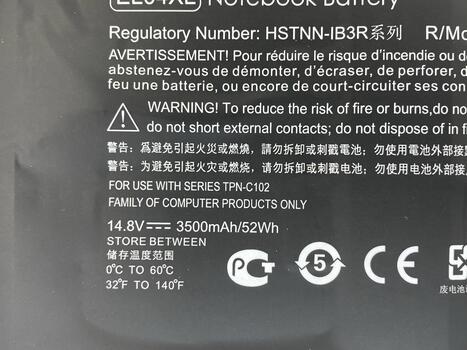 EE04XL Notebook Battery
Regulatory Number: HSTNN-IB3R系列 R/Mo
AVERTISSEMENT! Pour réduire le risque d'incendie ou d
abstenez-vous de démonter, d'écraser, de perforer, d
feu une batterie, ou encore de court-circuiter ses con
WARNING! To reduce the risk of fire or burns,do no
do not short external contacts; do not dispose of in f
警告：爲避免引起火災或燃燒，請勿拆卸或刺戳電池；勿使用電池外部接
警告：为避免引起火灾或燃烧，请勿拆卸或刺戳电池；勿使用电池外部接
FOR USE WITH SERIES TPN-C102
FAMILY OF COMPUTER PRODUCTS ONLY
14.8V 3500mAh/52Wh
STORE BETWEEN
储存温度范围
0℃ TO 60℃
32℉ TO 140℉
PC
5
CE
废电池